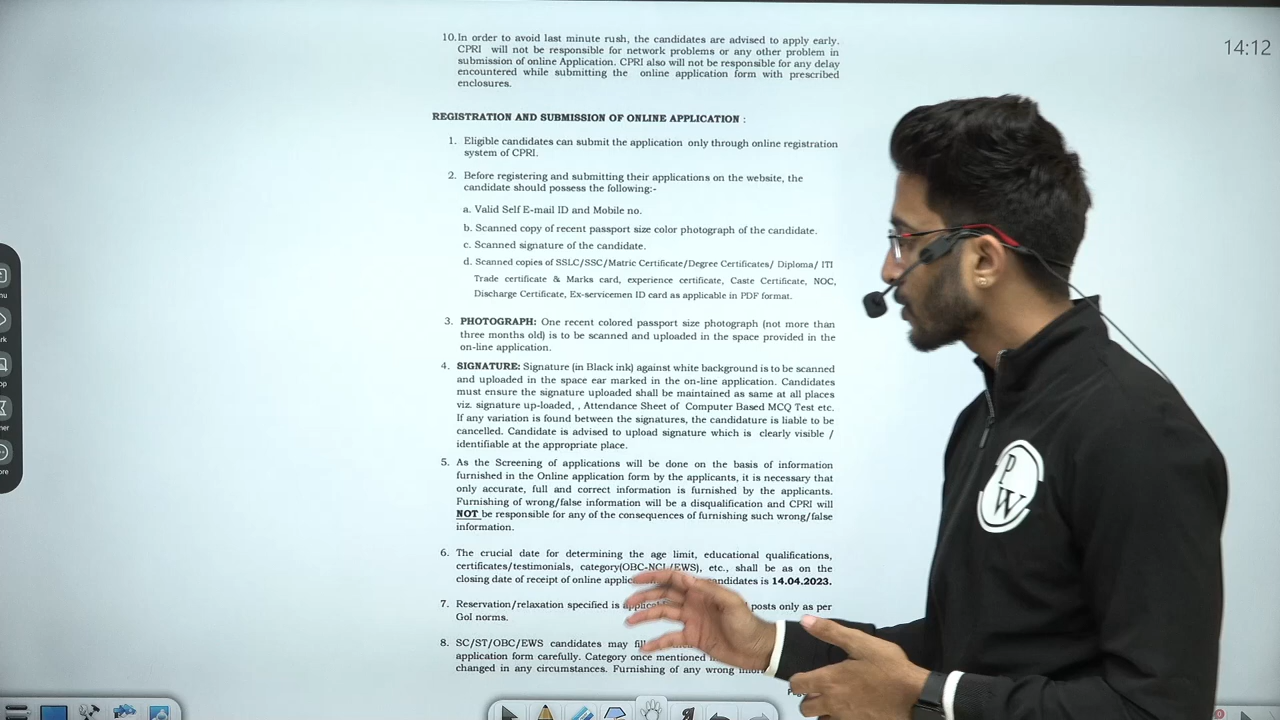 10. In order to avoid last minute rush, the candidates are advised to apply early.
CPRI will not be responsible for network problems or any other problem in
submission of online Application. CPRI also will not be responsible for any delay
encountered while submitting the online application form with prescribed
enclosures.
14:12
REGISTRATION AND SUBMISSION OF ONLINE APPLICATION :
1. Eligible candidates can submit the application only through online registration
system of CPRI.
2. Before registering and submitting their applications on the website, the
candidate should possess the following:-
a. Valid Self E-mail ID and Mobile no.
b. Scanned copy of recent passport size color photograph of the candidate.
c. Scanned signature of the candidate.
d. Scanned copies of SSLC/SSC/Matric Certificate/Degree Certificates/ Diploma/ ITI
Trade certificate & Marks card, experience certificate, Caste Certificate, NOC,
Discharge Certificate, Ex-servicemen ID card as applicable in PDF format.
3. PHOTOGRAPH: One recent colored passport size photograph (not more than
three months old) is to be scanned and uploaded in the space provided in the
on-line application.
4. SIGNATURE: Signature (in Black ink) against white background is to be scanned
and uploaded in the space ear marked in the on-line application. Candidates
must ensure the signature uploaded shall be maintained as same at all places
viz. signature up-loaded, , Attendance Sheet of Computer Based MCQ Test etc.
If any variation is found between the signatures, the candidature is liable to be
cancelled. Candidate is advised to upload signature which is clearly visible /
identifiable at the appropriate place.
5. As the Screening of applications will be done on the basis of information
furnished in the Online application form by the applicants, it is necessary that
only accurate, full and correct information is furnished by the applicants.
Furnishing of wrong/false information will be a disqualification and CPRI will
NOT be responsible for any of the consequences of furnishing such wrong/false
information.
6. The crucial date for determining the age limit, educational qualifications,
certificates/testimonials, category(OBC-NCL/EWS), etc., shall be as on the
closing date of receipt of online candidates is 14.04.2023.
7. Reservation/relaxation specified is posts only as per
GoI norms.
8. SC/ST/OBC/EWS candidates may
application form carefully. Category once mentioned
changed in any circumstances. Furnishing of any wrong
PW